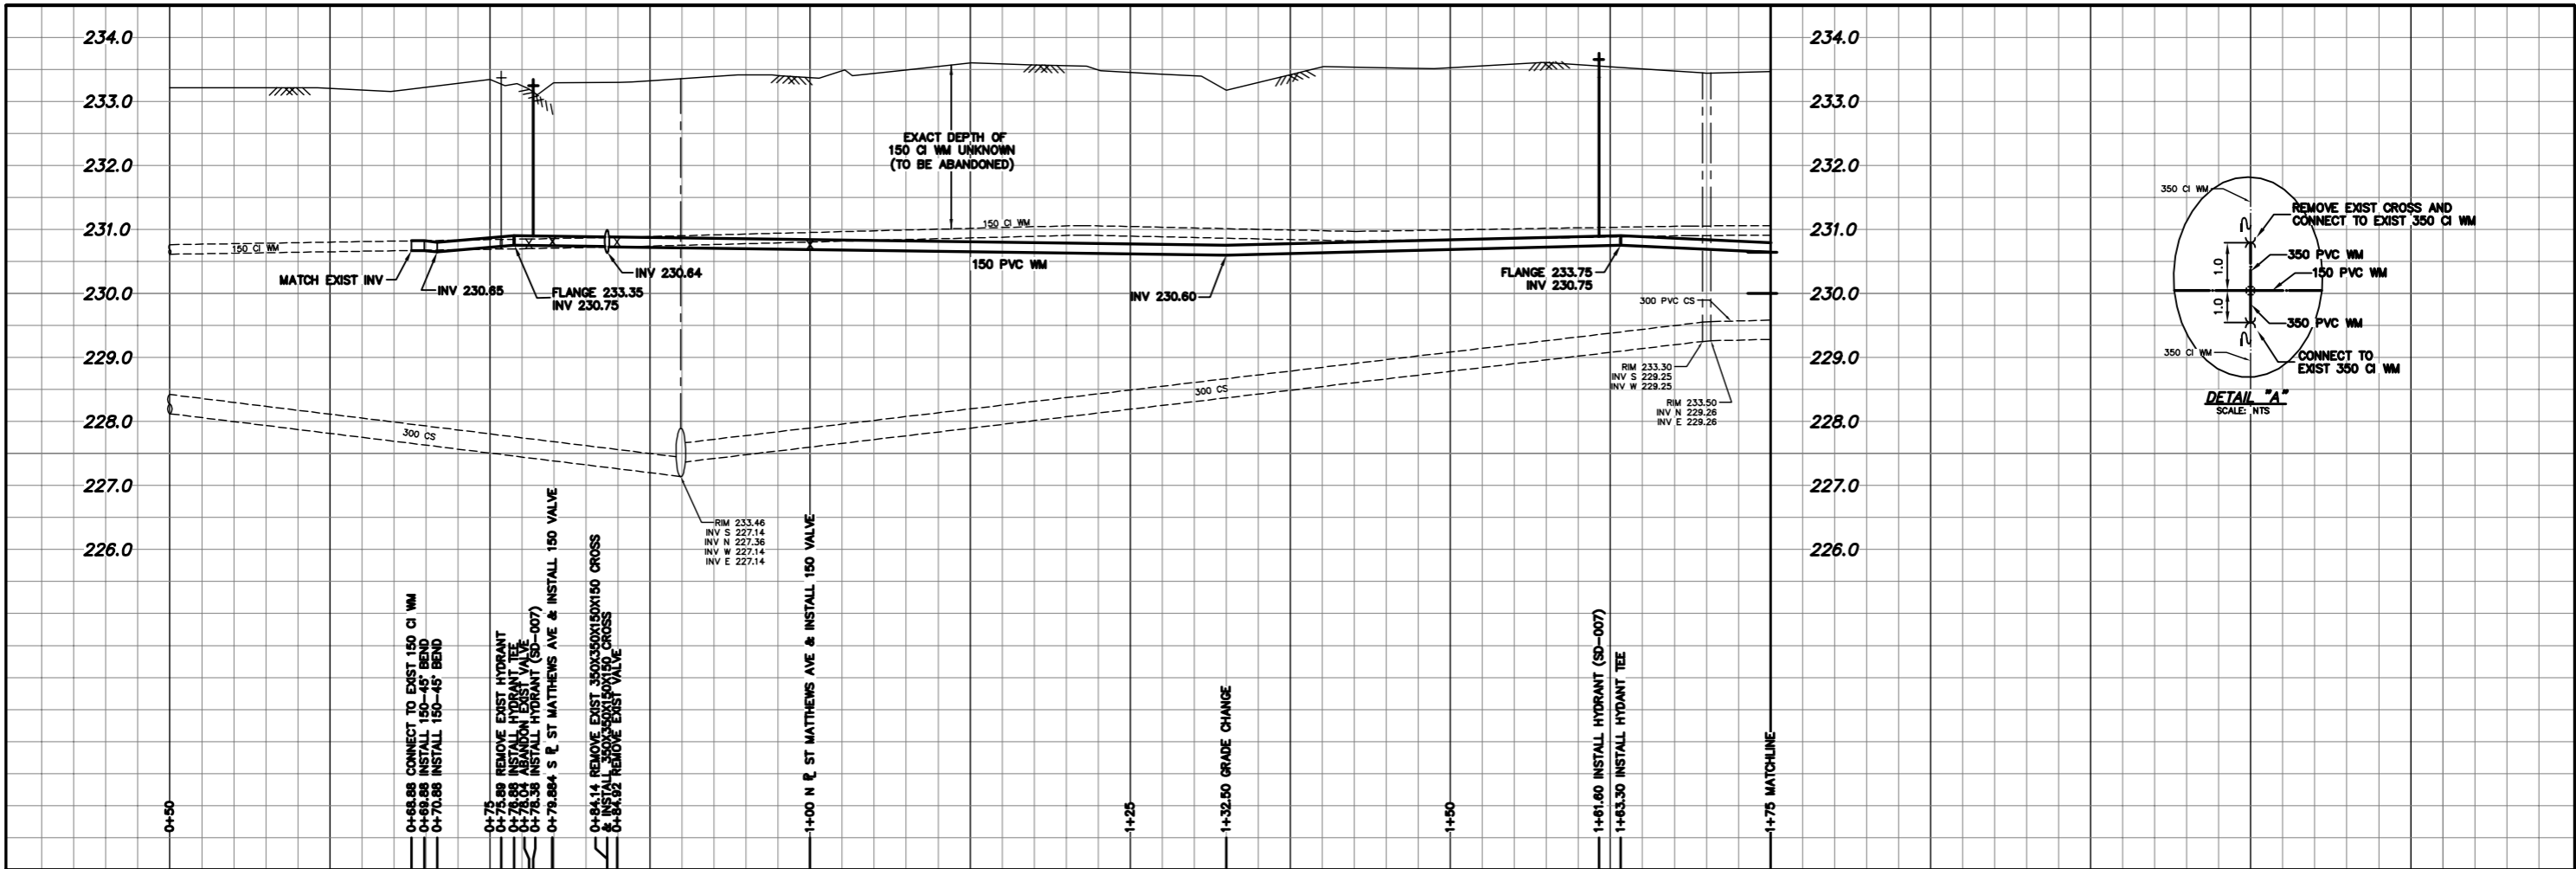 234.0
233.0
232.0
231.0
230.0
229.0
228.0
227.0
226.0
234.0
233.0
232.0
231.0
230.0
229.0
228.0
227.0
226.0
EXACT DEPTH OF
150 CI WM UNKNOWN
(TO BE ABANDONED)
150 CI WM
150 CI WM
MATCH EXIST INV
INV 230.65
FLANGE 233.35
INV 230.75
INV 230.64
150 PVC WM
INV 230.60
FLANGE 233.75
INV 230.75
300 PVC CS
RIM 233.30
INV S 229.25
INV W 229.25
RIM 233.50
INV N 229.26
INV E 229.26
300 CS
300 CS
RIM 233.46
INV S 227.14
INV N 227.36
INV W 227.14
INV E 227.14
0+50
0+68.88 CONNECT TO EXIST 150 CI WM
0+69.88 INSTALL 150-45° BEND
0+70.88 INSTALL 150-45° BEND
0+75
0+75.89 REMOVE EXIST HYDRANT
0+76.88 INSTALL HYDRANT TEE
0+78.04 ABANDON EXIST VALVE
0+78.38 INSTALL HYDRANT (SD-007)
0+79.884 S PL ST MATTHEWS AVE & INSTALL 150 VALVE
0+84.14 REMOVE EXIST 350X350X150X150 CROSS
& INSTALL 350X350X150X150 CROSS
0+84.92 REMOVE EXIST VALVE
1+00 N PL ST MATTHEWS AVE & INSTALL 150 VALVE
1+25
1+32.50 GRADE CHANGE
1+50
1+61.60 INSTALL HYDRANT (SD-007)
1+63.30 INSTALL HYDANT TEE
1+75 MATCHLINE
350 CI WM
REMOVE EXIST CROSS AND
CONNECT TO EXIST 350 CI WM
350 PVC WM
150 PVC WM
1.0
1.0
350 PVC WM
350 CI WM
CONNECT TO
EXIST 350 CI WM
DETAIL "A"
SCALE: NTS